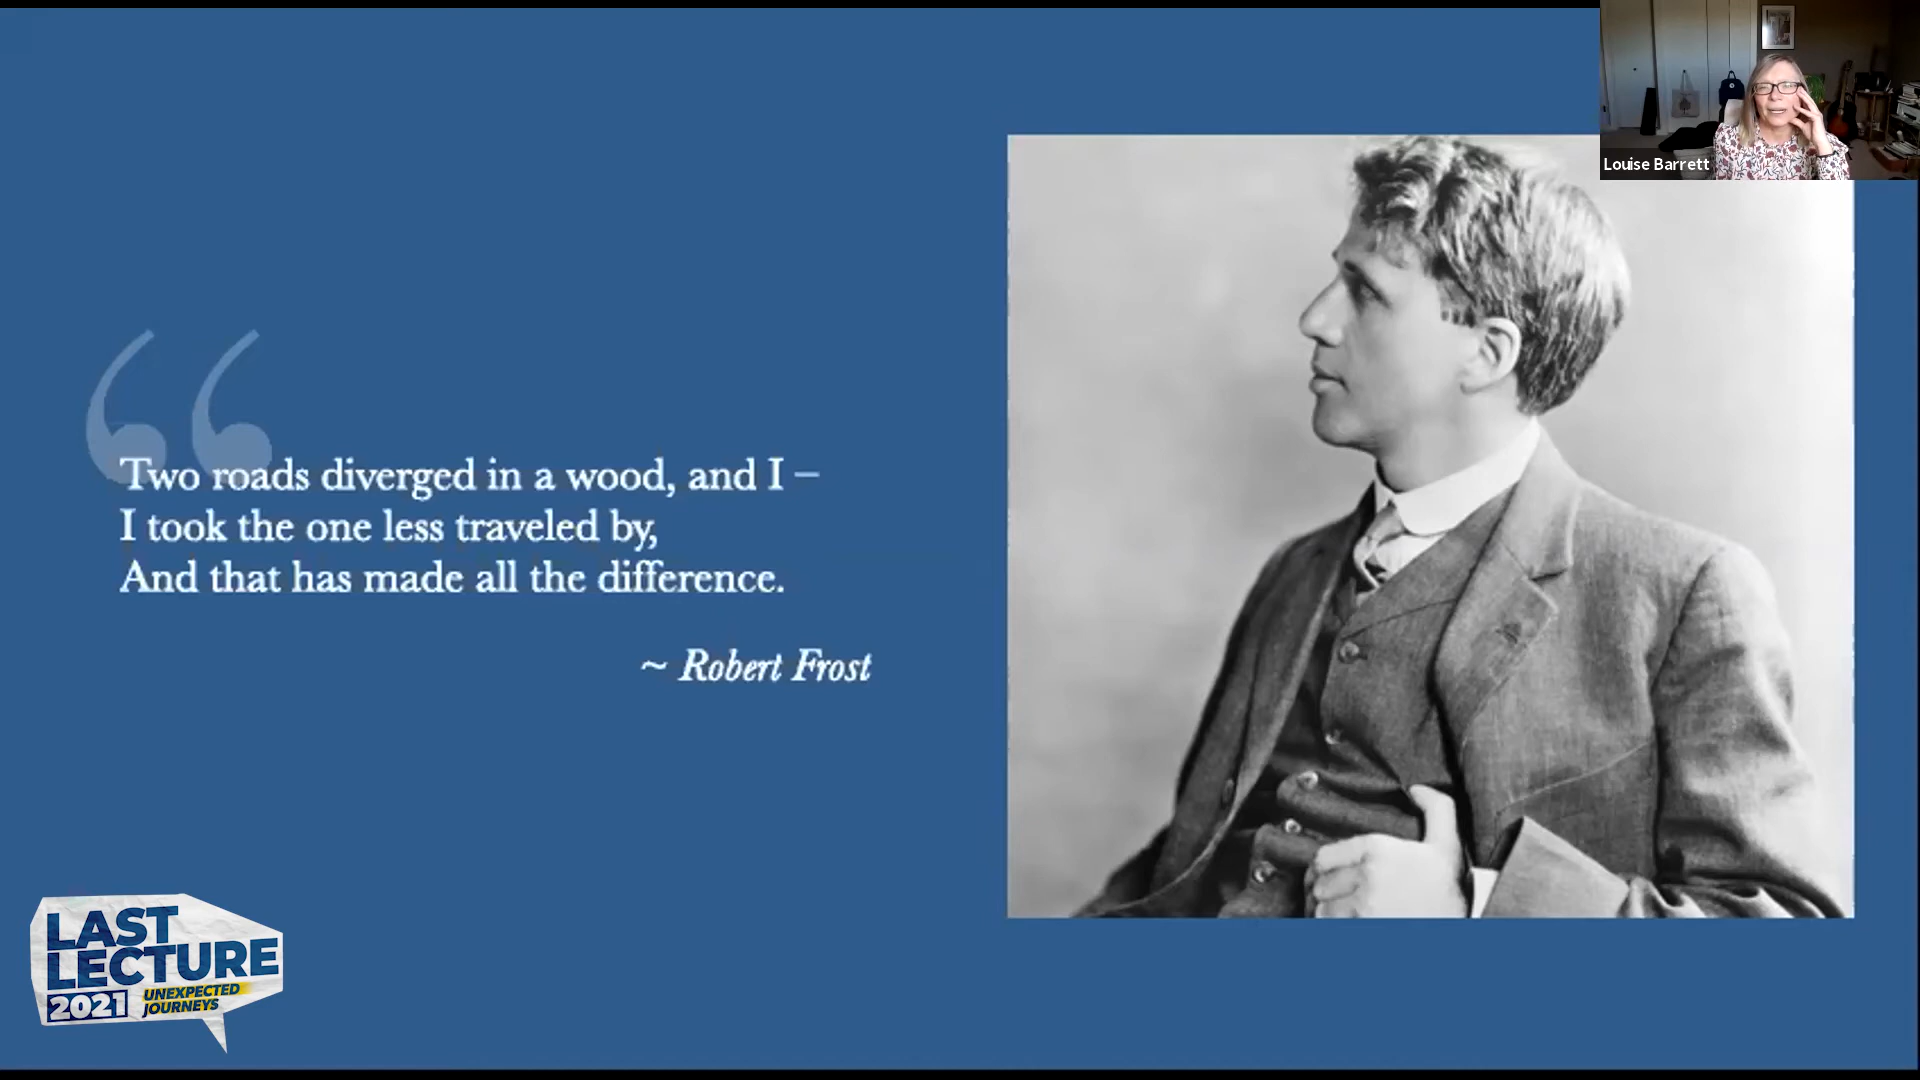 Louise Barrett
Two roads diverged in a wood, and I –
I took the one less traveled by,
And that has made all the difference.
~ Robert Frost
LAST
LECTURE
2021 UNEXPECTED
JOURNEYS